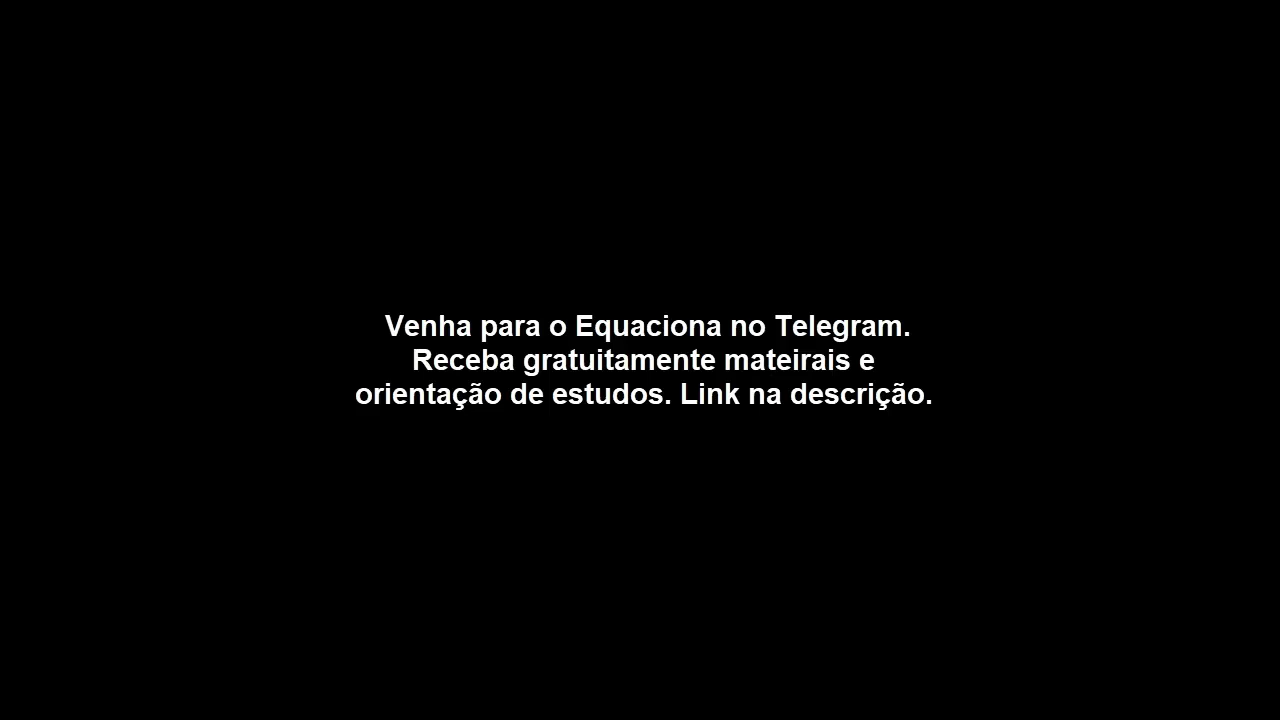 Venha para o Equaciona no Telegram.
Receba gratuitamente mateirais e
orientação de estudos. Link na descrição.